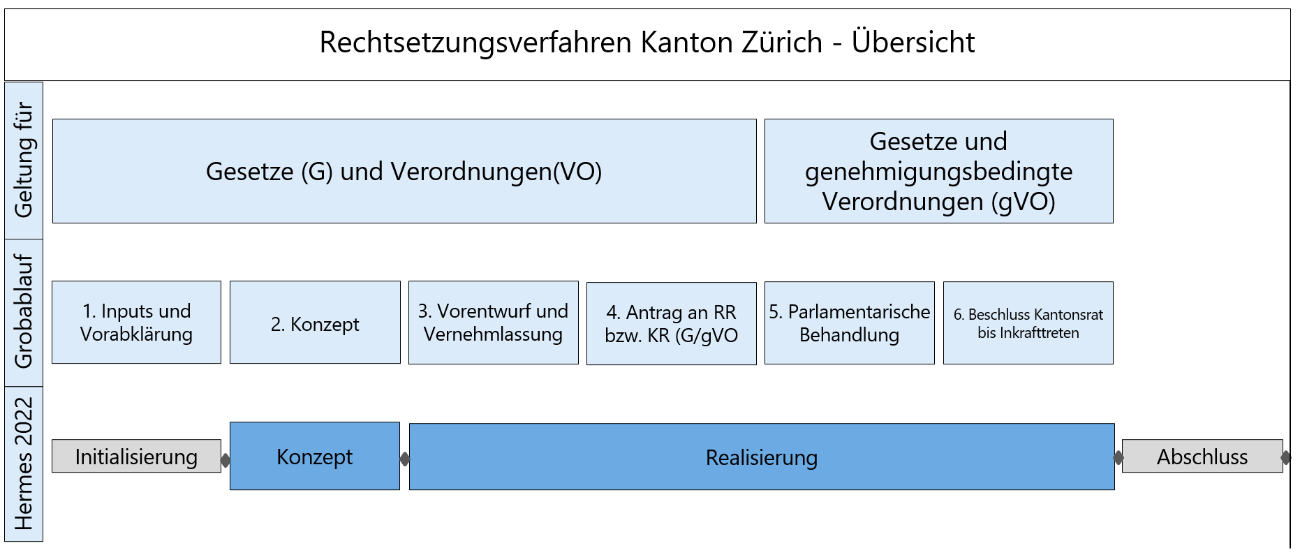 Rechtsetzungsverfahren Kanton Zürich - Übersicht
Geltung für
Gesetze (G) und Verordnungen(VO)
Gesetze und
genehmigungsbedingte
Verordnungen (gVO)
Grobablauf
1. Inputs und
Vorabklärung
2. Konzept
3. Vorentwurf und
Vernehmlassung
4. Antrag an RR
bzw. KR (G/gVO
5. Parlamentarische
Behandlung
6. Beschluss Kantonsrat
bis Inkrafttreten
Hermes 2022
Initialisierung
Konzept
Realisierung
Abschluss